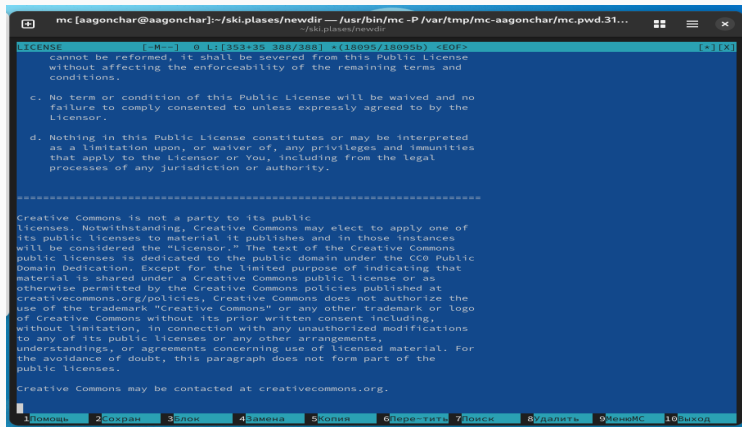 mc [aagonchar@aagonchar]:~/ski.plases/newdir — /usr/bin/mc -P /var/tmp/mc-aagonchar/mc.pwd.31...
~/ski.plases/newdir
LICENSE [-M--] 0 L:[353+35 388/388] *(18095/18095b) <EOF> [*][X]
cannot be reformed, it shall be severed from this Public License
without affecting the enforceability of the remaining terms and
conditions.
c. No term or condition of this Public License will be waived and no
failure to comply consented to unless expressly agreed to by the
Licensor.
d. Nothing in this Public License constitutes or may be interpreted
as a limitation upon, or waiver of, any privileges and immunities
that apply to the Licensor or You, including from the legal
processes of any jurisdiction or authority.
=======================================================================
Creative Commons is not a party to its public
licenses. Notwithstanding, Creative Commons may elect to apply one of
its public licenses to material it publishes and in those instances
will be considered the “Licensor.” The text of the Creative Commons
public licenses is dedicated to the public domain under the CC0 Public
Domain Dedication. Except for the limited purpose of indicating that
material is shared under a Creative Commons public license or as
otherwise permitted by the Creative Commons policies published at
creativecommons.org/policies, Creative Commons does not authorize the
use of the trademark "Creative Commons" or any other trademark or logo
of Creative Commons without its prior written consent including,
without limitation, in connection with any unauthorized modifications
to any of its public licenses or any other arrangements,
understandings, or agreements concerning use of licensed material. For
the avoidance of doubt, this paragraph does not form part of the
public licenses.
Creative Commons may be contacted at creativecommons.org.
1Помощь 2Сохран 3Блок 4Замена 5Копия 6Пере~тить 7Поиск 8Удалить 9МенюMC 10Выход